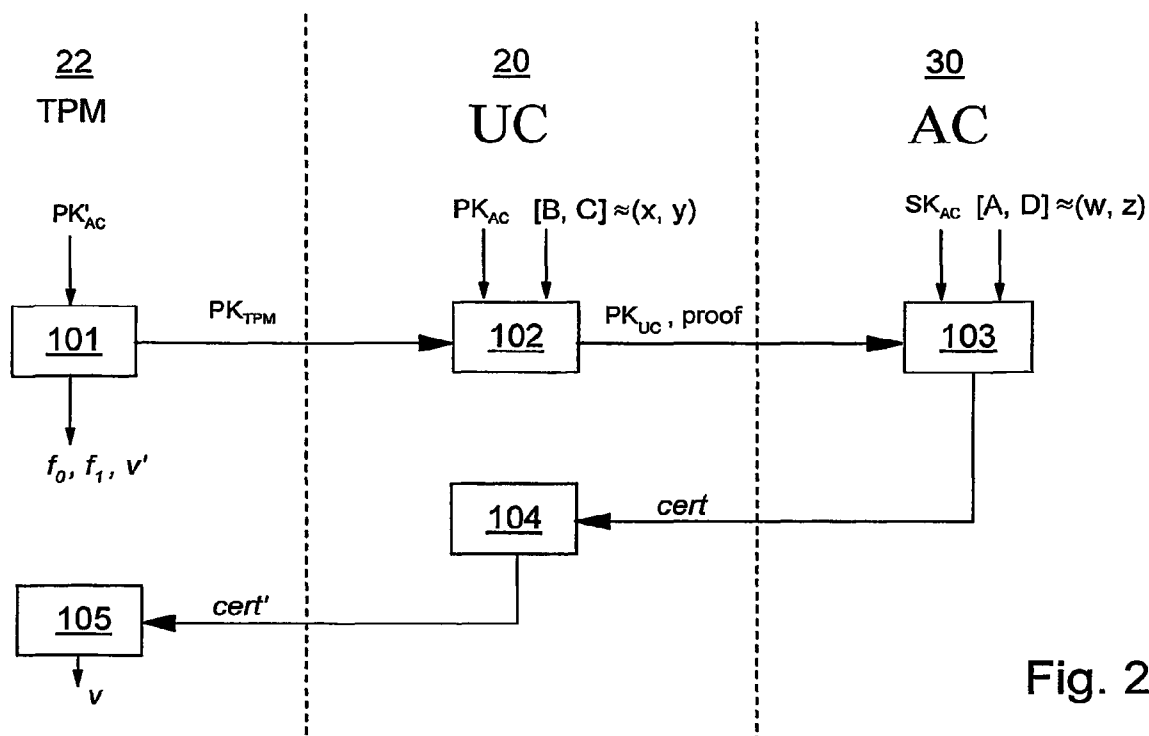 22
TPM
20
UC
30
AC
PK'AC
PKAC [B, C] ≈(x, y)
SKAC [A, D] ≈(w, z)
101
PKTPM
102
PKUC , proof
103
f0, f1, v'
104
cert
105
cert'
v
Fig. 2